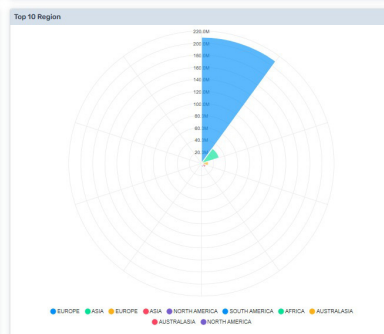 Top 10 Region
220.0M
200.0M
180.0M
160.0M
140.0M
120.0M
100.0M
80.0M
60.0M
40.0M
20.0M
EUROPE ASIA EUROPE ASIA NORTH AMERICA SOUTH AMERICA AFRICA AUSTRALASIA
AUSTRALASIA NORTH AMERICA